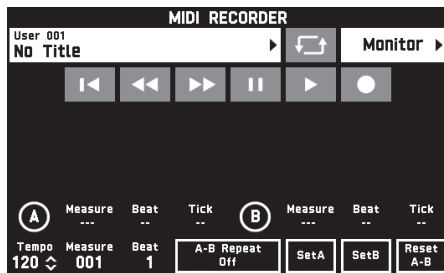 MIDI RECORDER
User 001
No Title
Monitor
A Measure Beat Tick B Measure Beat Tick
--- -- -- --- -- --
Tempo Measure Beat A-B Repeat SetA SetB Reset
120 001 1 Off A-B